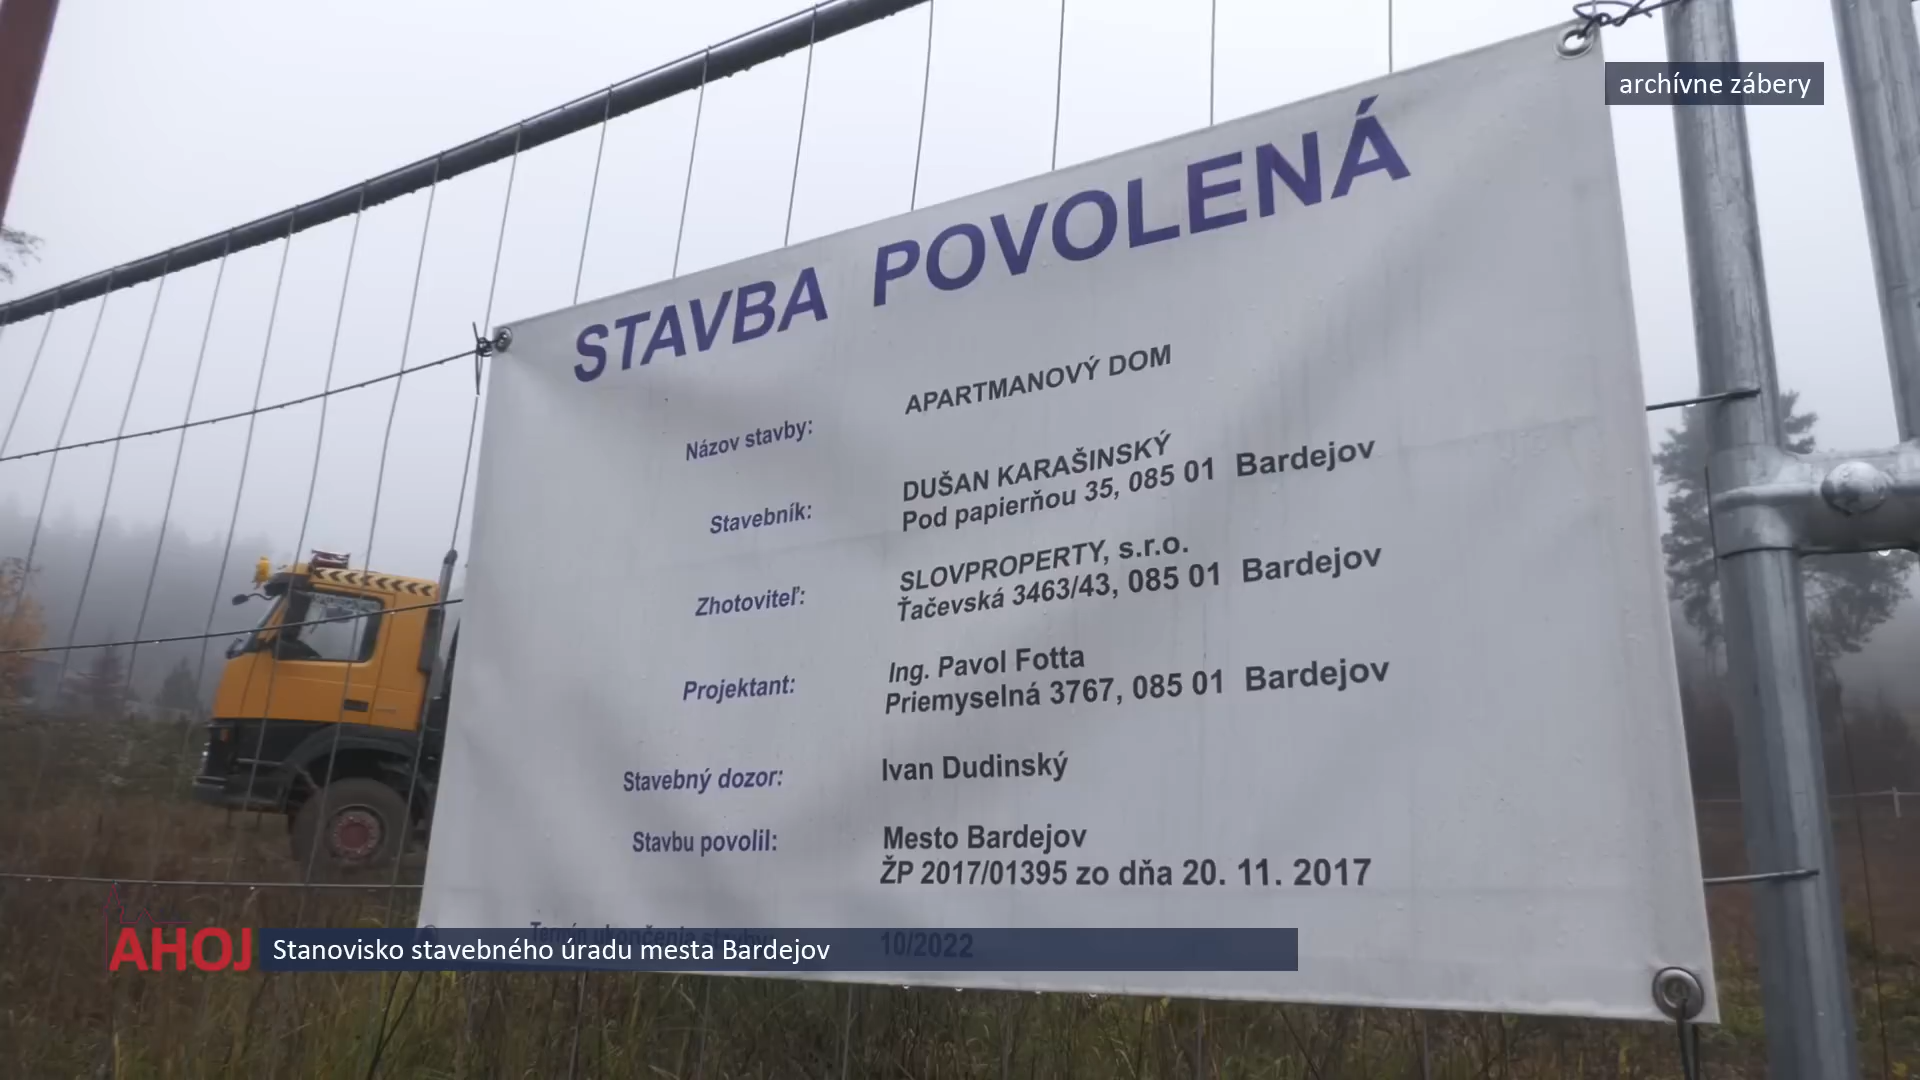 archívne zábery
STAVBA POVOLENÁ
Názov stavby: APARTMANOVÝ DOM
Stavebník: DUŠAN KARAŠINSKÝ
Pod papierňou 35, 085 01 Bardejov
Zhotoviteľ: SLOVPROPERTY, s.r.o.
Ťačevská 3463/43, 085 01 Bardejov
Projektant: Ing. Pavol Fotta
Priemyselná 3767, 085 01 Bardejov
Stavebný dozor: Ivan Dudinský
Stavbu povolil: Mesto Bardejov
ŽP 2017/01395 zo dňa 20. 11. 2017
Termín ukončenia stavby: 10/2022
AHOJ Stanovisko stavebného úradu mesta Bardejov